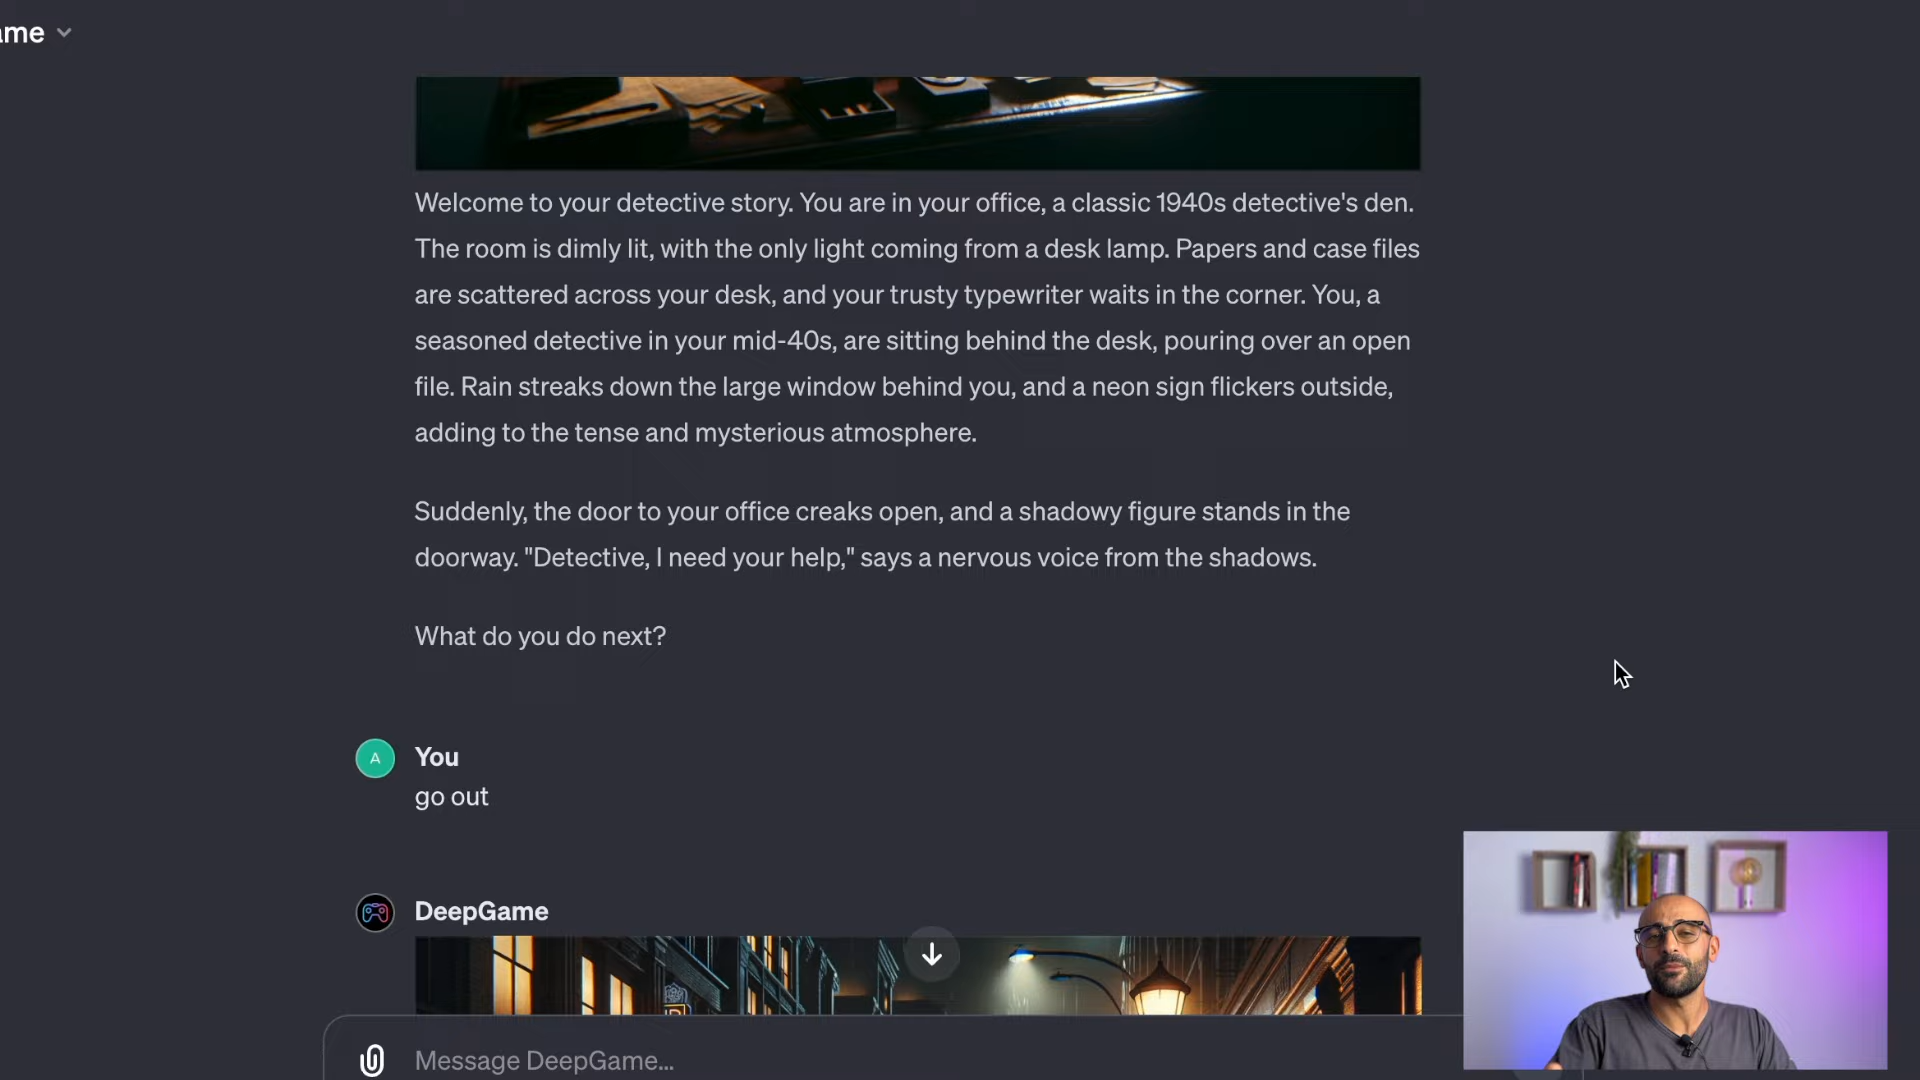 ame
Welcome to your detective story. You are in your office, a classic 1940s detective's den.
The room is dimly lit, with the only light coming from a desk lamp. Papers and case files
are scattered across your desk, and your trusty typewriter waits in the corner. You, a
seasoned detective in your mid-40s, are sitting behind the desk, pouring over an open
file. Rain streaks down the large window behind you, and a neon sign flickers outside,
adding to the tense and mysterious atmosphere.
Suddenly, the door to your office creaks open, and a shadowy figure stands in the
doorway. "Detective, I need your help," says a nervous voice from the shadows.
What do you do next?
A
You
go out
DeepGame
Message DeepGame...